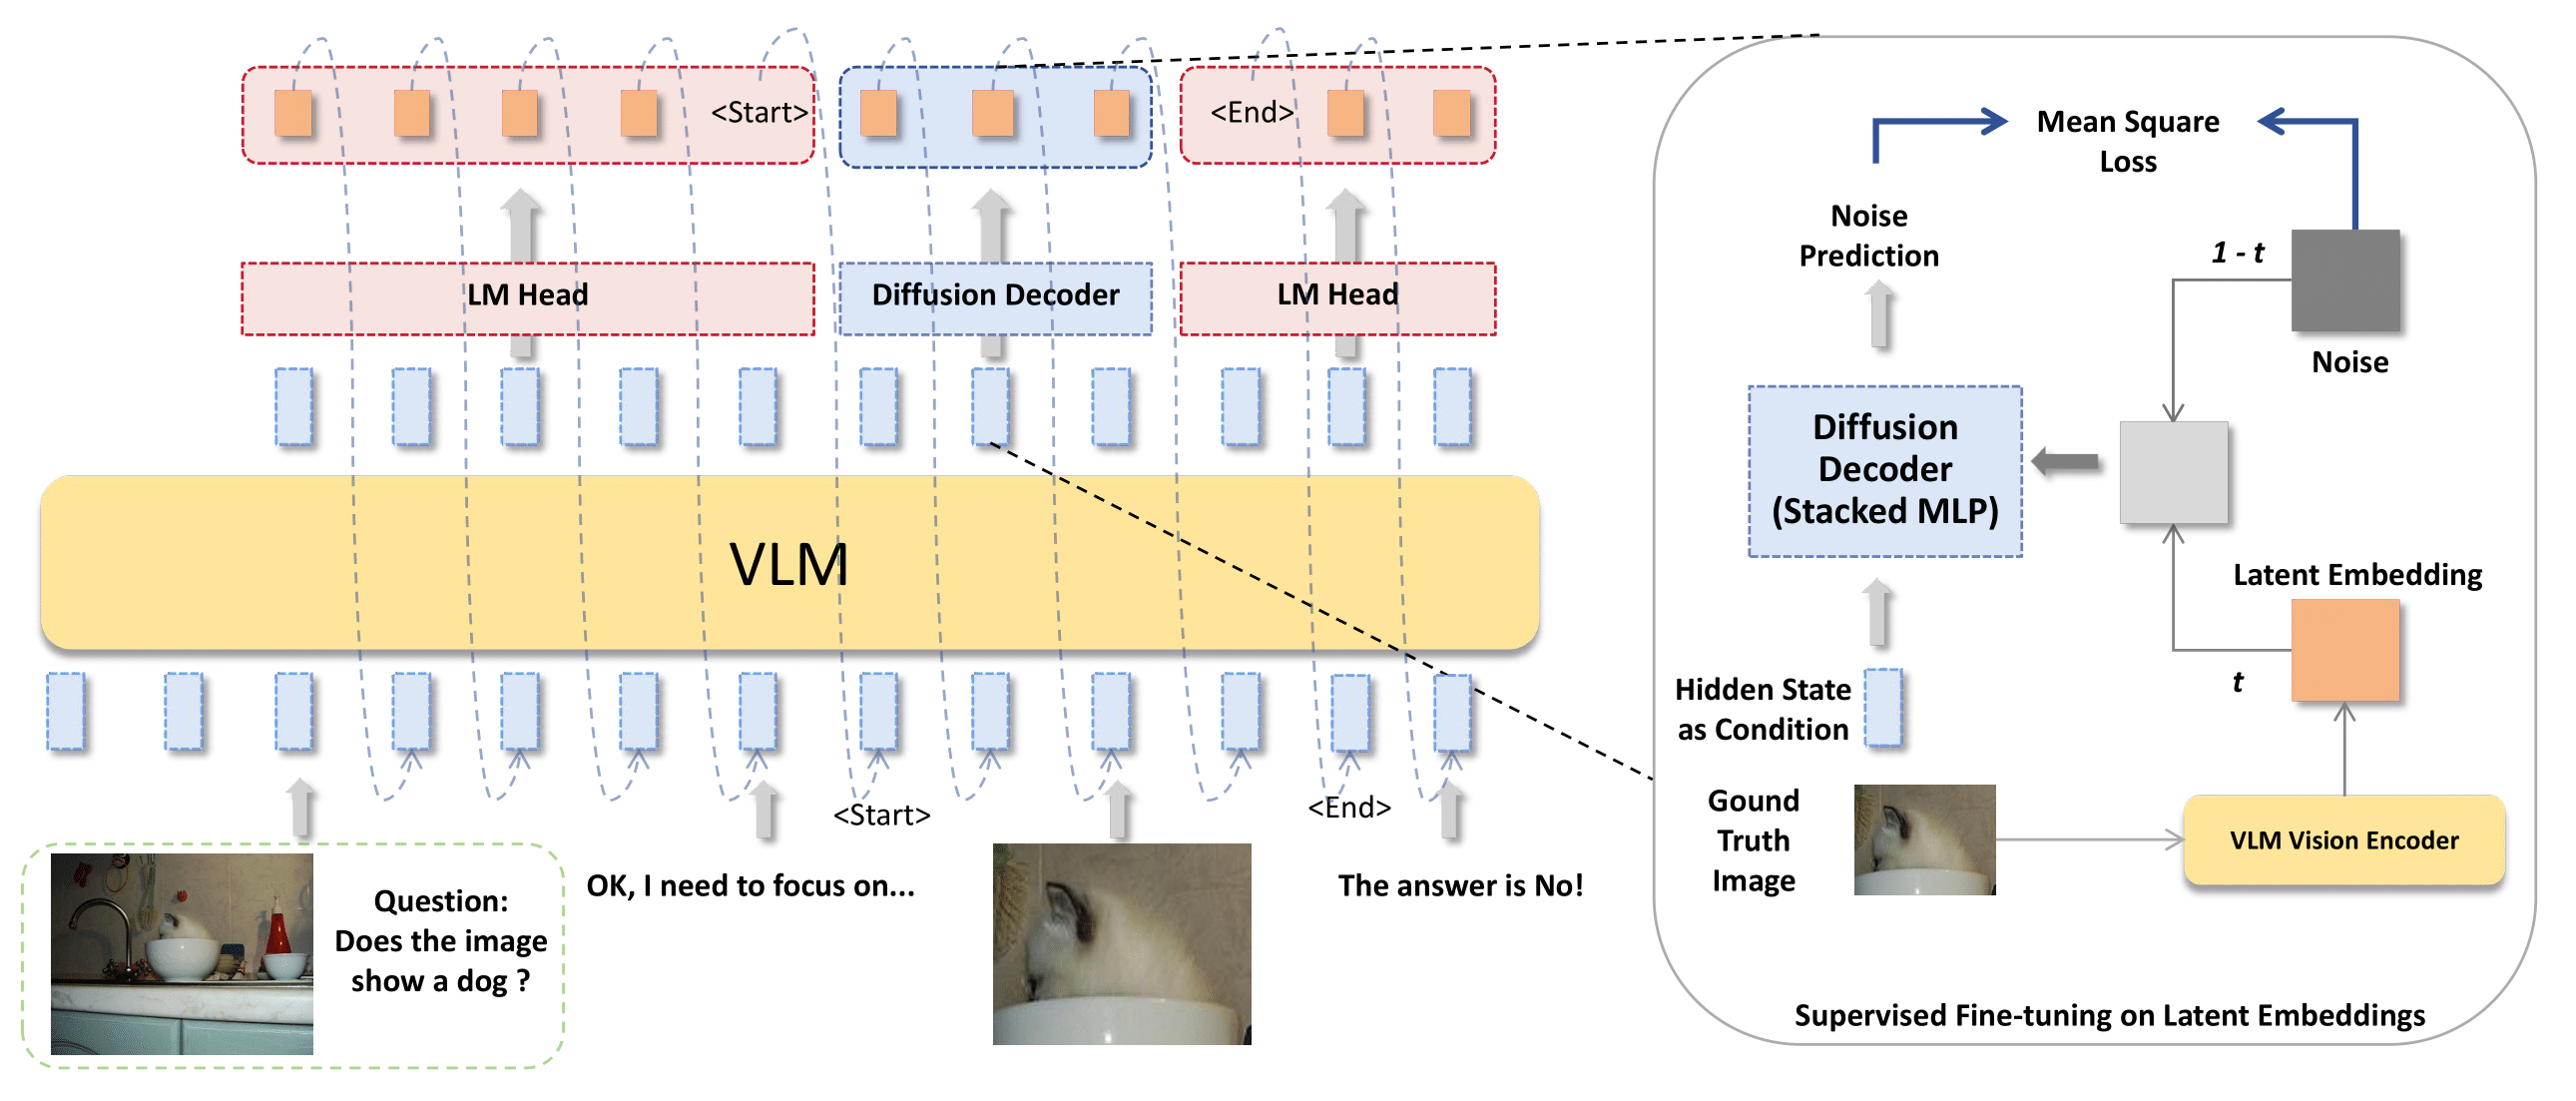 <Start>
<End>
LM Head
Diffusion Decoder
LM Head
VLM
<Start>
<End>
Question:
Does the image
show a dog ?
OK, I need to focus on...
The answer is No!
Mean Square
Loss
Noise
Prediction
1 - t
Noise
Diffusion
Decoder
(Stacked MLP)
Latent Embedding
t
Hidden State
as Condition
Gound
Truth
Image
VLM Vision Encoder
Supervised Fine-tuning on Latent Embeddings